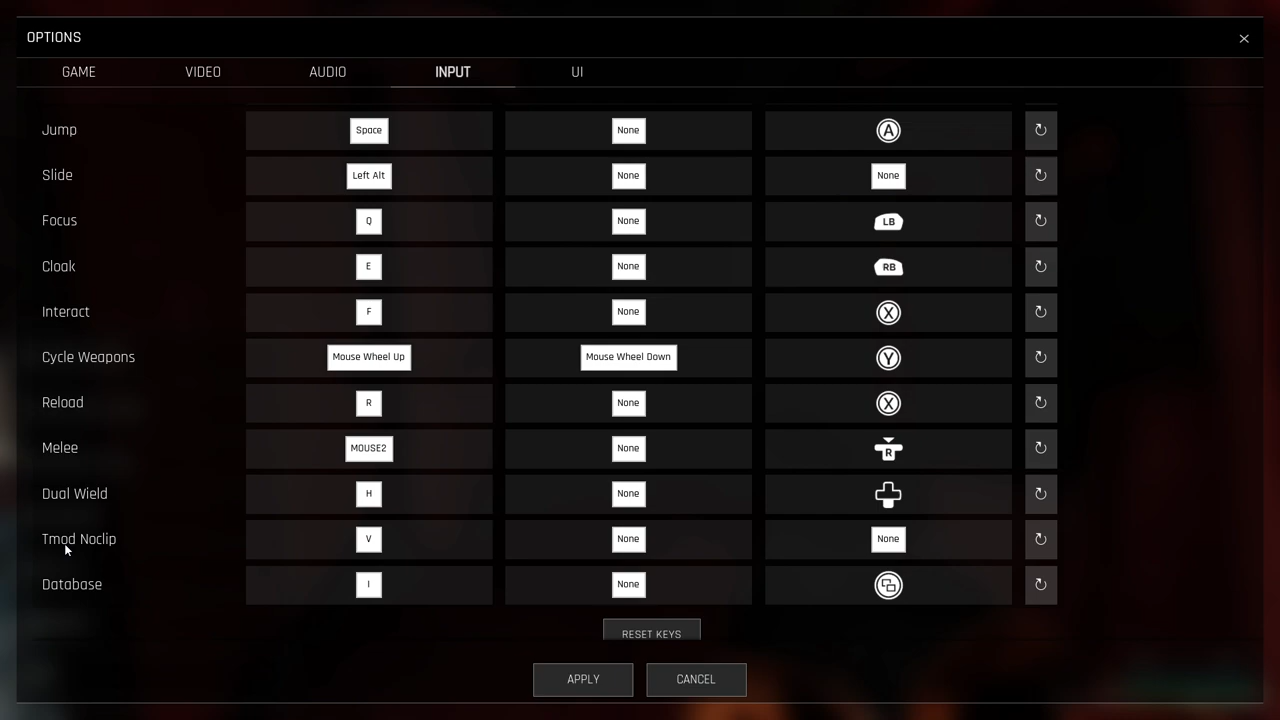 OPTIONS ×
GAME VIDEO AUDIO INPUT UI
Jump Space None A
Slide Left Alt None None
Focus Q None LB
Cloak E None RB
Interact F None X
Cycle Weapons Mouse Wheel Up Mouse Wheel Down Y
Reload R None X
Melee MOUSE2 None R
Dual Wield H None
Tmod Noclip V None None
Database I None
RESET KEYS
APPLY CANCEL